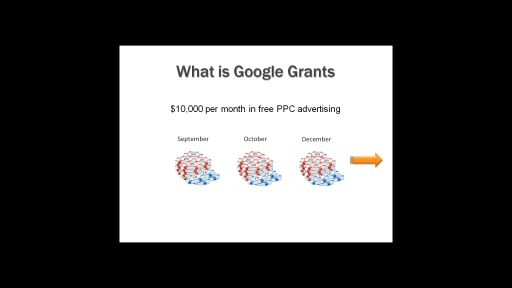 What is Google Grants
$10,000 per month in free PPC advertising
September October December